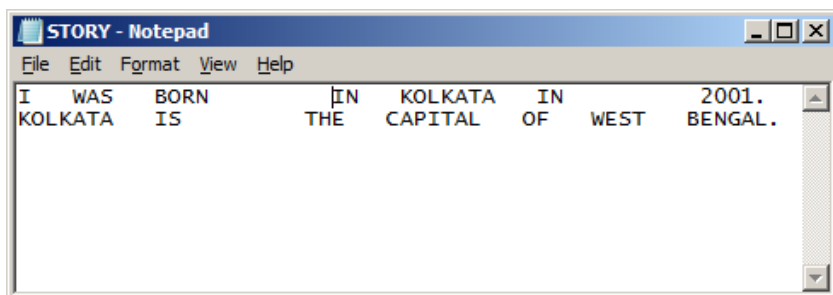 STORY - Notepad
File Edit Format View Help
I   WAS   BORN         IN   KOLKATA   IN          2001.
KOLKATA   IS         THE   CAPITAL   OF   WEST   BENGAL.